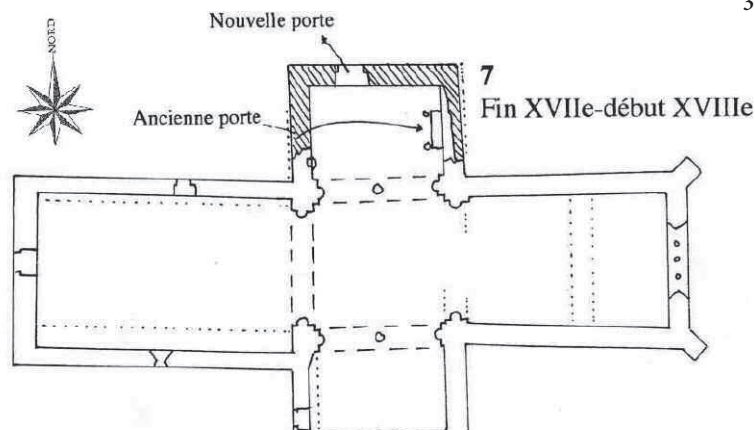 3
Nouvelle porte
NORD
7
Fin XVIIe-début XVIIIe
Ancienne porte